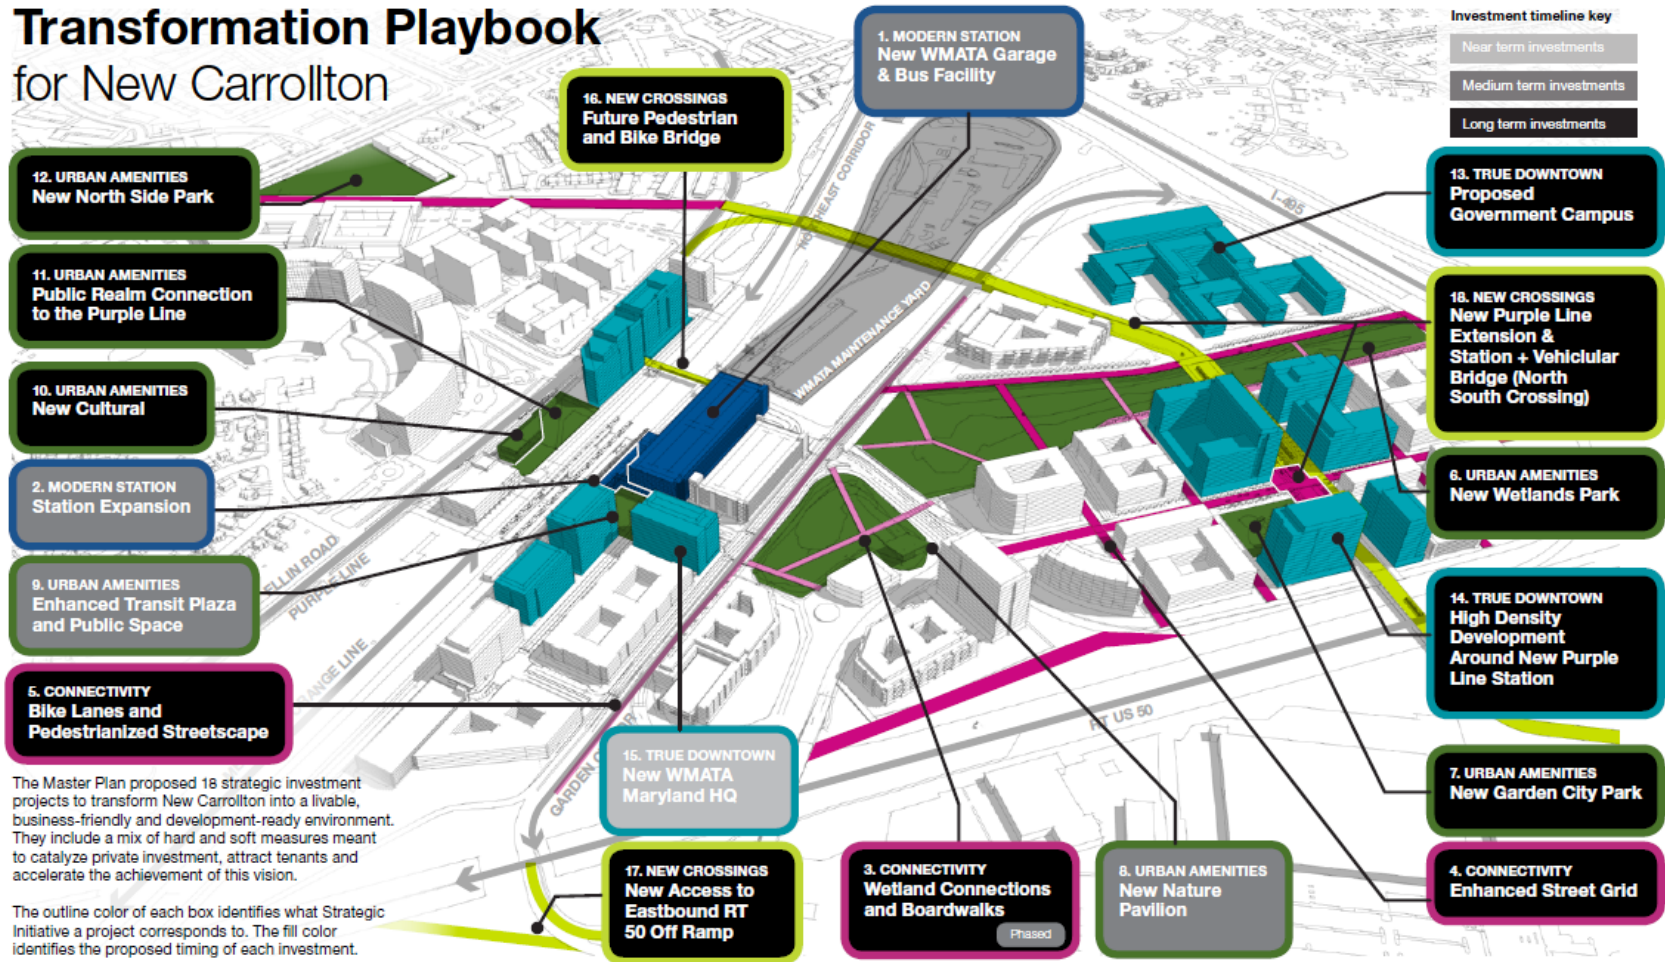 Transformation Playbook
for New Carrollton
Investment timeline key
Near term investments
Medium term investments
Long term investments
1. MODERN STATION
New WMATA Garage
& Bus Facility
16. NEW CROSSINGS
Future Pedestrian
and Bike Bridge
12. URBAN AMENITIES
New North Side Park
11. URBAN AMENITIES
Public Realm Connection
to the Purple Line
10. URBAN AMENITIES
New Cultural
2. MODERN STATION
Station Expansion
9. URBAN AMENITIES
Enhanced Transit Plaza
and Public Space
5. CONNECTIVITY
Bike Lanes and
Pedestrianized Streetscape
The Master Plan proposed 18 strategic investment
projects to transform New Carrollton into a livable,
business-friendly and development-ready environment.
They include a mix of hard and soft measures meant
to catalyze private investment, attract tenants and
accelerate the achievement of this vision.
The outline color of each box identifies what Strategic
Initiative a project corresponds to. The fill color
identifies the proposed timing of each investment.
13. TRUE DOWNTOWN
Proposed
Government Campus
18. NEW CROSSINGS
New Purple Line
Extension &
Station + Vehiclular
Bridge (North
South Crossing)
6. URBAN AMENITIES
New Wetlands Park
14. TRUE DOWNTOWN
High Density
Development
Around New Purple
Line Station
7. URBAN AMENITIES
New Garden City Park
4. CONNECTIVITY
Enhanced Street Grid
15. TRUE DOWNTOWN
New WMATA
Maryland HQ
17. NEW CROSSINGS
New Access to
Eastbound RT
50 Off Ramp
3. CONNECTIVITY
Wetland Connections
and Boardwalks
Phased
8. URBAN AMENITIES
New Nature
Pavilion
I-495
WMATA MAINTENANCE YARD
CORRIDOR
ELLIN ROAD
PURPLE LINE
LINE
GARDEN
RT US 50